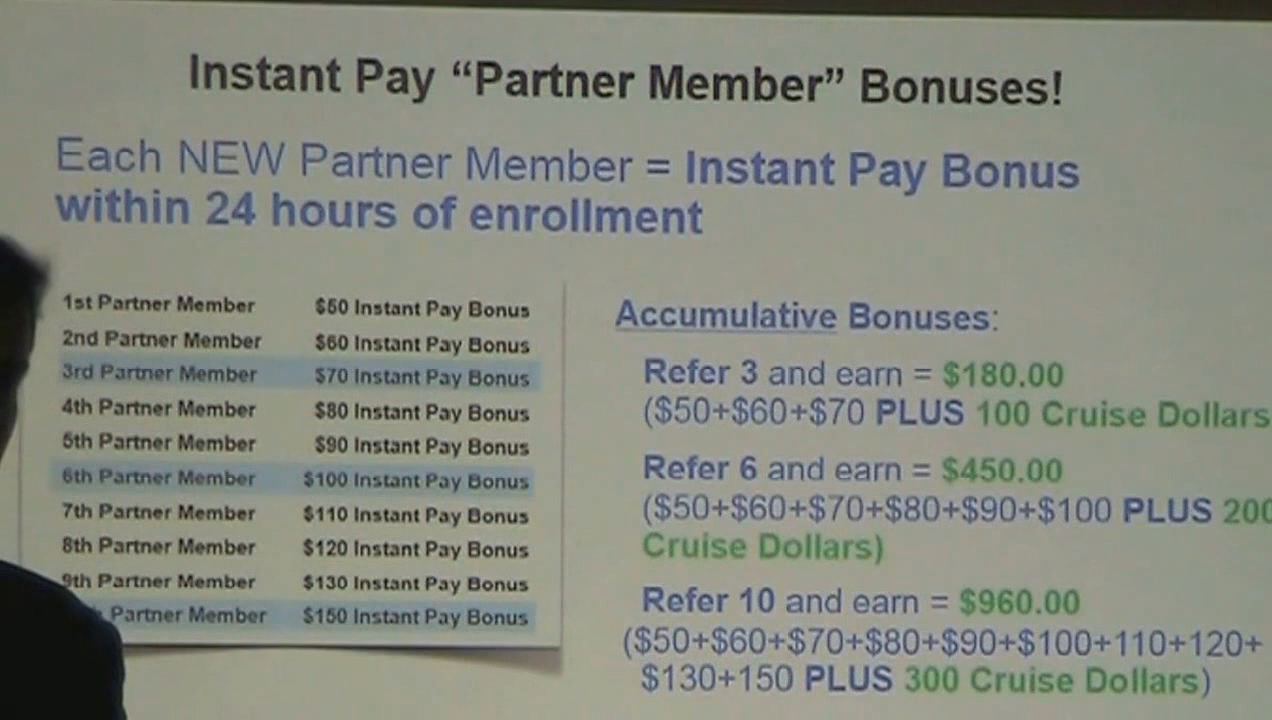 Instant Pay “Partner Member” Bonuses!
Each NEW Partner Member = Instant Pay Bonus
within 24 hours of enrollment
1st Partner Member $50 Instant Pay Bonus
2nd Partner Member $60 Instant Pay Bonus
3rd Partner Member $70 Instant Pay Bonus
4th Partner Member $80 Instant Pay Bonus
5th Partner Member $90 Instant Pay Bonus
6th Partner Member $100 Instant Pay Bonus
7th Partner Member $110 Instant Pay Bonus
8th Partner Member $120 Instant Pay Bonus
9th Partner Member $130 Instant Pay Bonus
Partner Member $150 Instant Pay Bonus
Accumulative Bonuses:
Refer 3 and earn = $180.00
($50+$60+$70 PLUS 100 Cruise Dollars
Refer 6 and earn = $450.00
($50+$60+$70+$80+$90+$100 PLUS 200
Cruise Dollars)
Refer 10 and earn = $960.00
($50+$60+$70+$80+$90+$100+110+120+
$130+150 PLUS 300 Cruise Dollars)